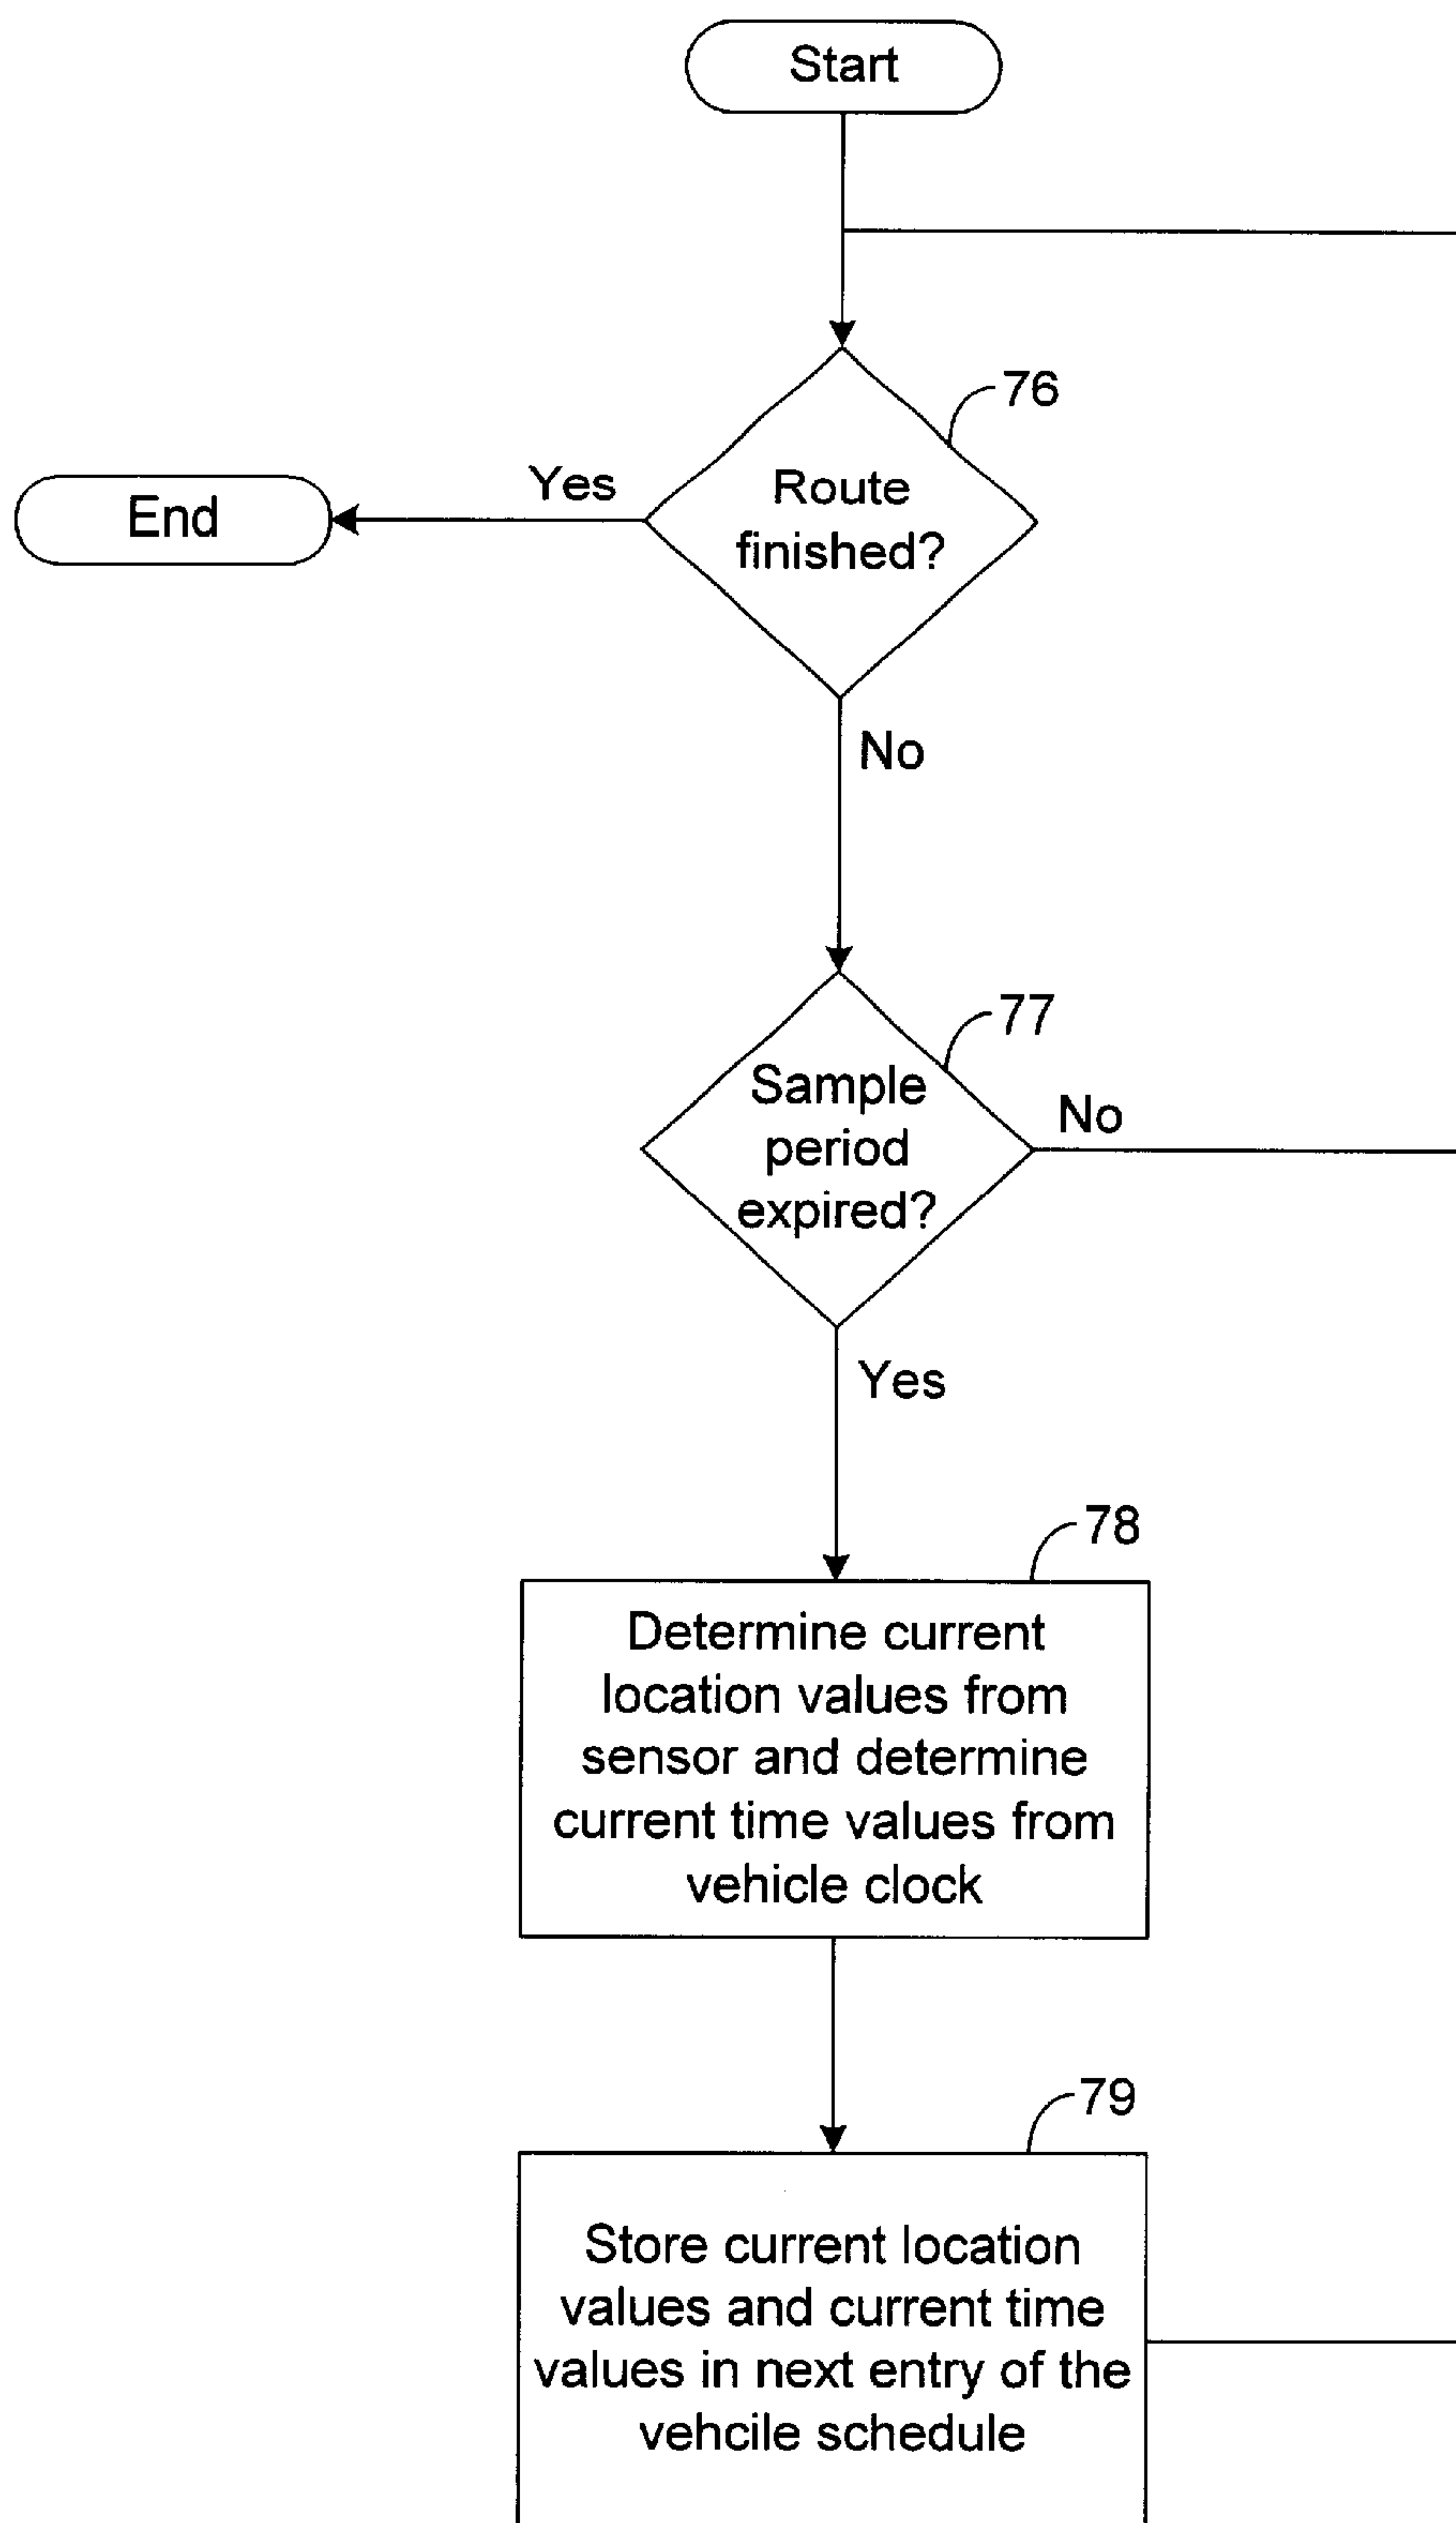 Start
76
Route
finished?
Yes
End
No
77
Sample
period
expired?
No
Yes
78
Determine current
location values from
sensor and determine
current time values from
vehicle clock
79
Store current location
values and current time
values in next entry of the
vehcile schedule